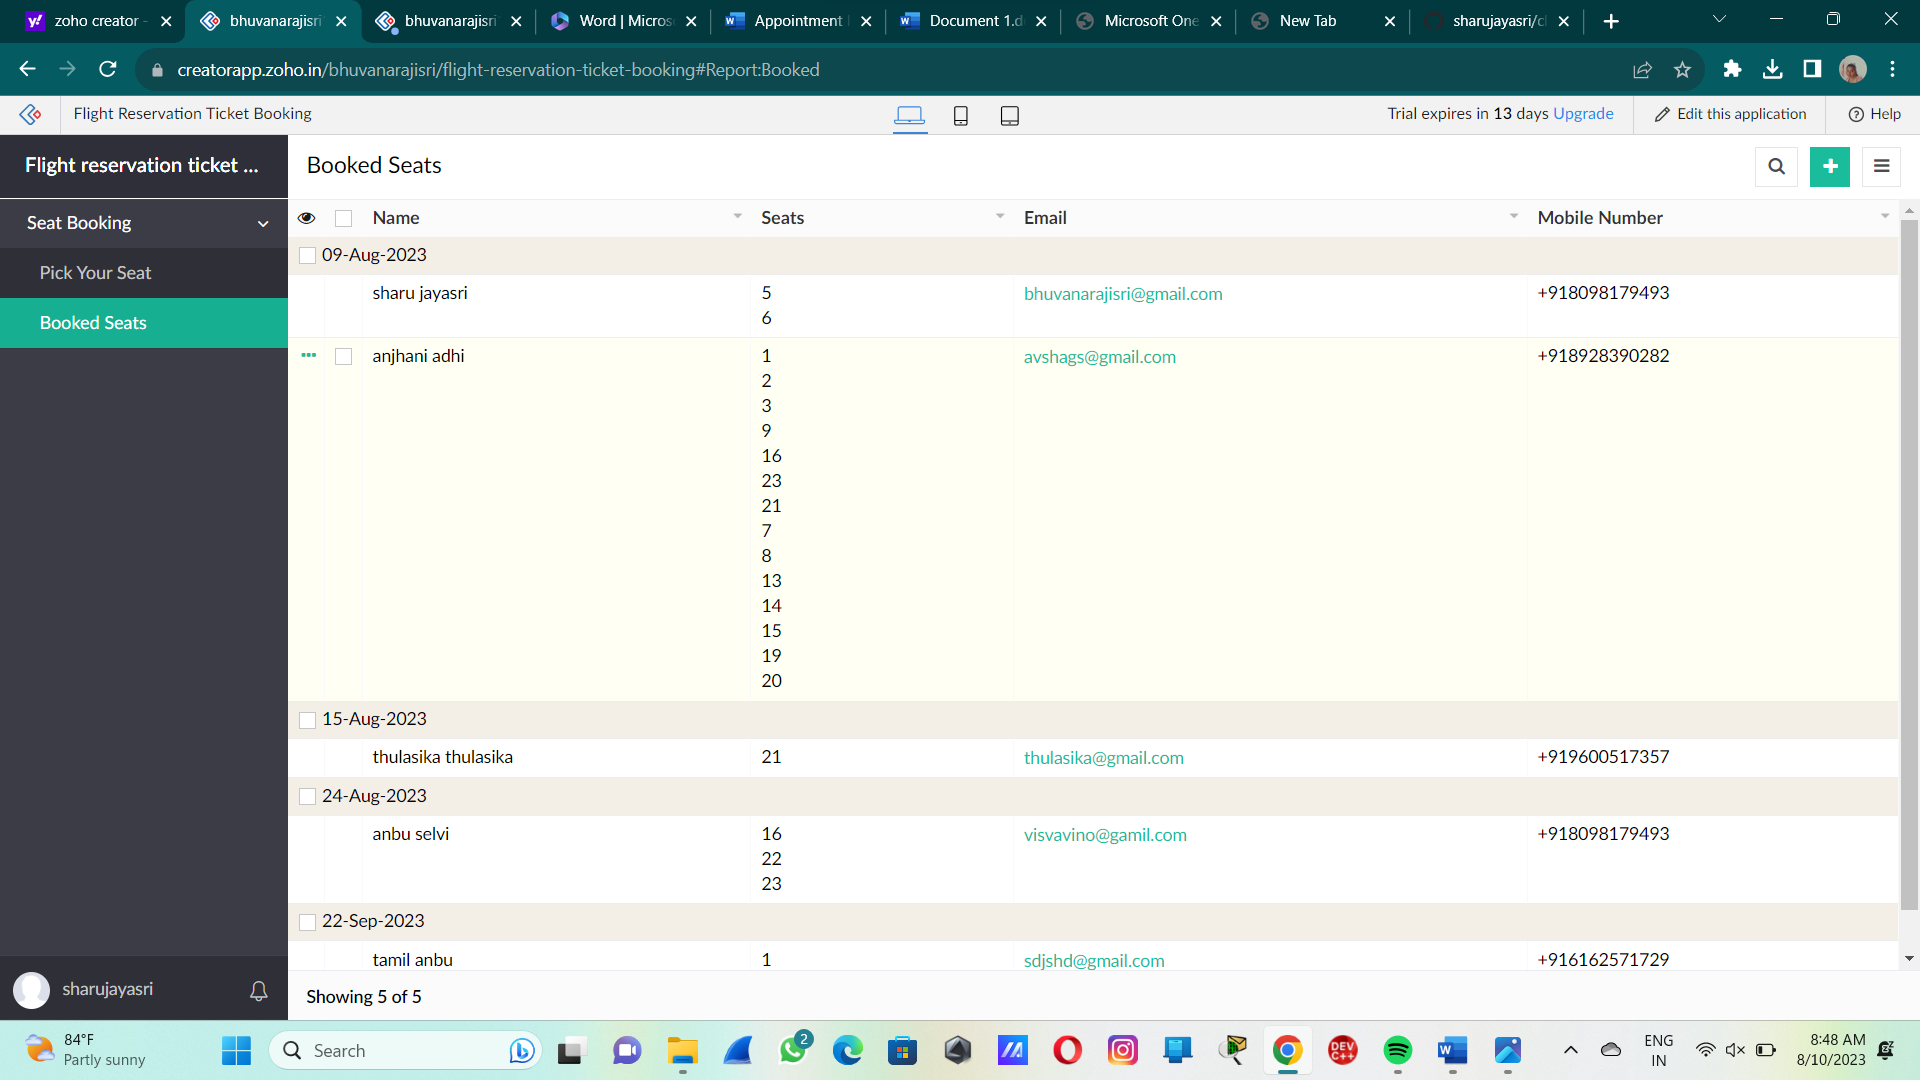 zoho creator -
bhuvanarajisri
bhuvanarajisri
Word | Micros
Appointment
Document 1.d
Microsoft One
New Tab
sharujayasri/c
creatorapp.zoho.in/bhuvanarajisri/flight-reservation-ticket-booking#Report:Booked
Flight Reservation Ticket Booking
Trial expires in 13 days Upgrade
Edit this application
Help
Flight reservation ticket ...
Booked Seats
Seat Booking
Pick Your Seat
Booked Seats
Name Seats Email Mobile Number
09-Aug-2023
sharu jayasri 5 bhuvanarajisri@gmail.com +918098179493
6
anjhani adhi 1 avshags@gmail.com +918928390282
2
3
9
16
23
21
7
8
13
14
15
19
20
15-Aug-2023
thulasika thulasika 21 thulasika@gmail.com +919600517357
24-Aug-2023
anbu selvi 16 visvavino@gamil.com +918098179493
22
23
22-Sep-2023
tamil anbu 1 sdjshd@gmail.com +916162571729
sharujayasri
Showing 5 of 5
84°F
Partly sunny
Search
2
DEV
C++
ENG
IN
8:48 AM
8/10/2023